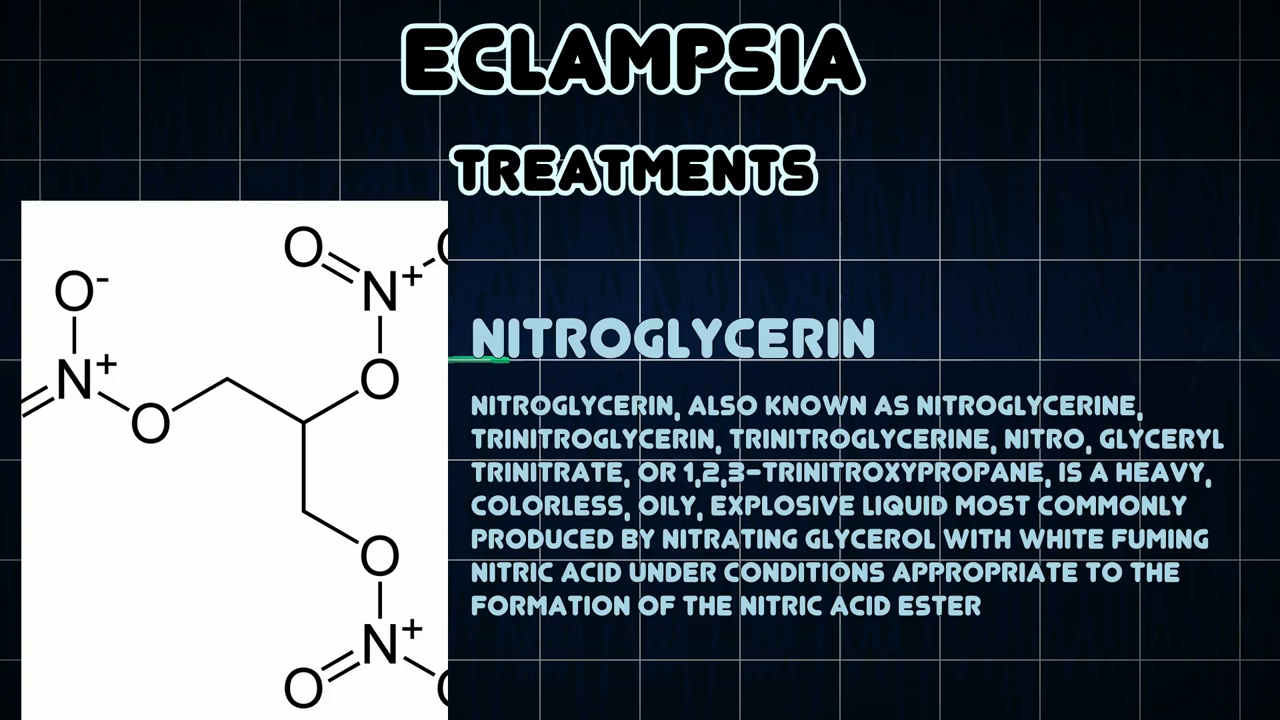 ECLAMPSIA
TREATMENTS
O
O
O-
N+
N+
O
O
NITROGLYCERIN
NITROGLYCERIN, ALSO KNOWN AS NITROGLYCERINE,
TRINITROGLYCERIN, TRINITROGLYCERINE, NITRO, GLYCERYL
TRINITRATE, OR 1,2,3-TRINITROXYPROPANE, IS A HEAVY,
COLORLESS, OILY, EXPLOSIVE LIQUID MOST COMMONLY
PRODUCED BY NITRATING GLYCEROL WITH WHITE FUMING
NITRIC ACID UNDER CONDITIONS APPROPRIATE TO THE
FORMATION OF THE NITRIC ACID ESTER
O
N+
O
O